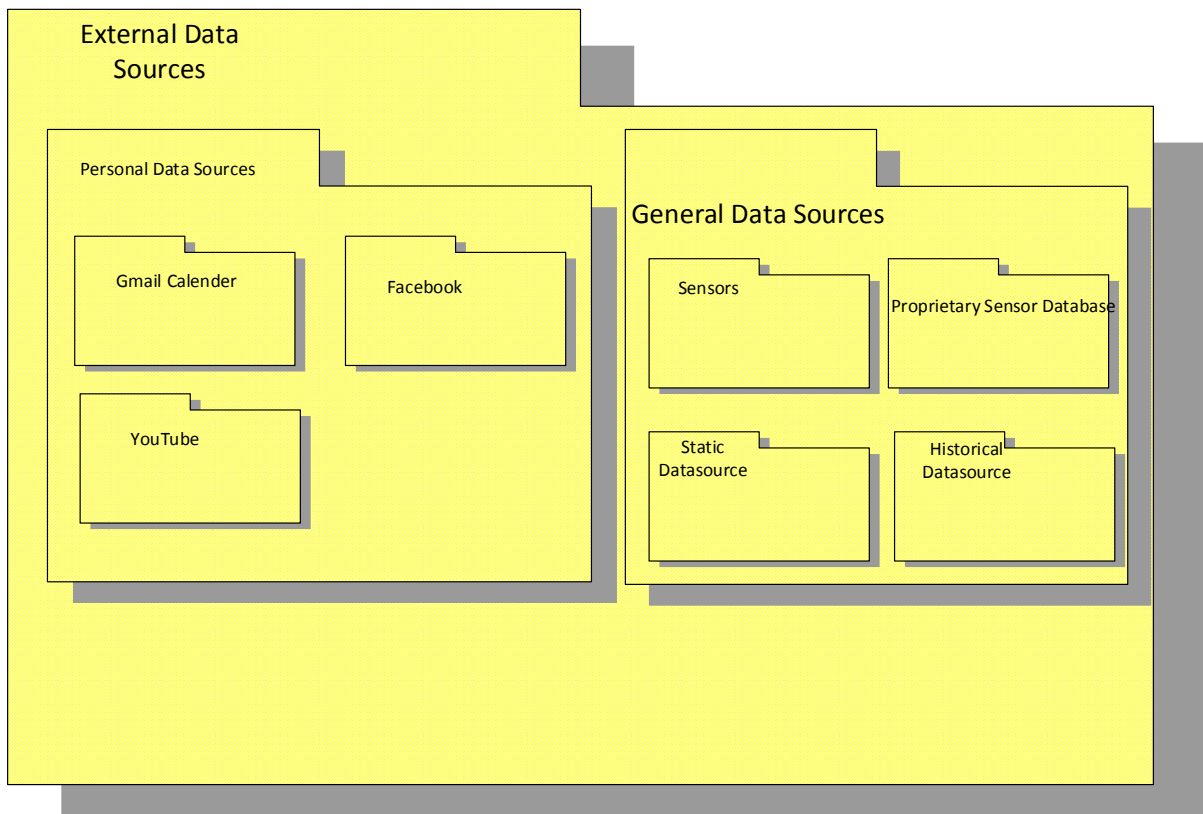 External Data
Sources
Personal Data Sources
Gmail Calender
Facebook
YouTube
General Data Sources
Sensors
Proprietary Sensor Database
Static
Datasource
Historical
Datasource